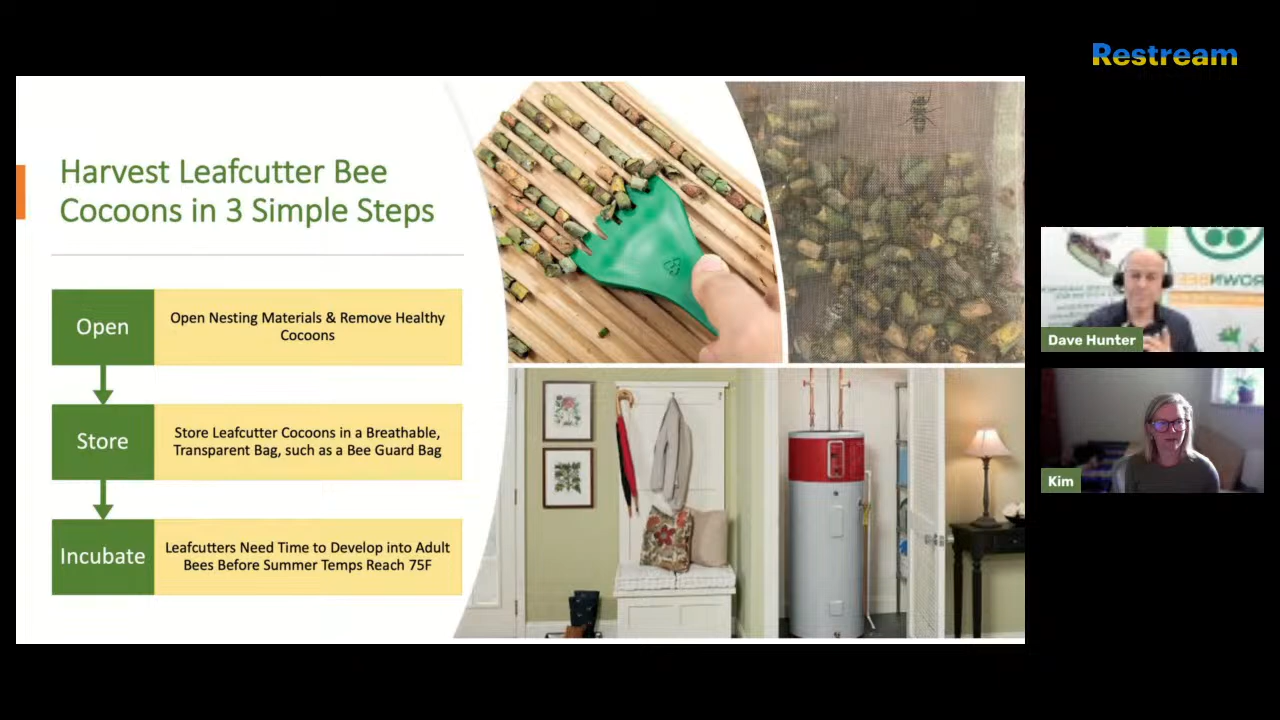 Restream
Harvest Leafcutter Bee
Cocoons in 3 Simple Steps
Open
Open Nesting Materials & Remove Healthy
Cocoons
Store
Store Leafcutter Cocoons in a Breathable,
Transparent Bag, such as a Bee Guard Bag
Incubate
Leafcutters Need Time to Develop into Adult
Bees Before Summer Temps Reach 75F
Dave Hunter
Kim